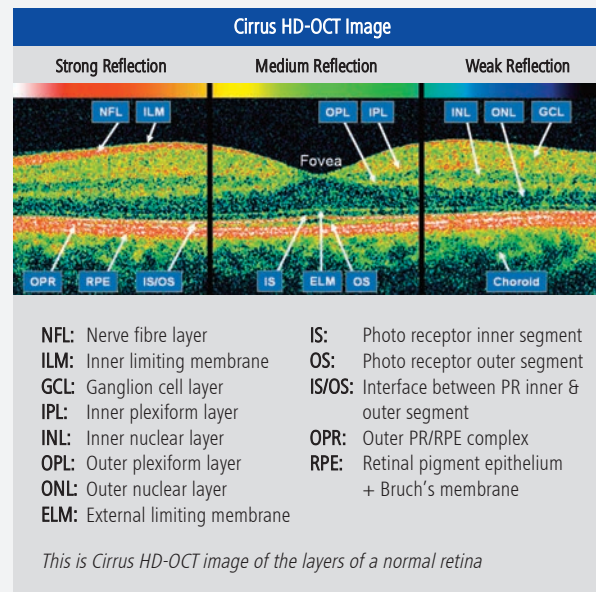 Cirrus HD-OCT Image
Strong Reflection
Medium Reflection
Weak Reflection
NFL
ILM
OPL
IPL
INL
ONL
GCL
Fovea
OPR
RPE
IS/OS
IS
ELM
OS
Choroid
NFL: Nerve fibre layer
ILM: Inner limiting membrane
GCL: Ganglion cell layer
IPL: Inner plexiform layer
INL: Inner nuclear layer
OPL: Outer plexiform layer
ONL: Outer nuclear layer
ELM: External limiting membrane
IS: Photo receptor inner segment
OS: Photo receptor outer segment
IS/OS: Interface between PR inner &
outer segment
OPR: Outer PR/RPE complex
RPE: Retinal pigment epithelium
+ Bruch's membrane
This is Cirrus HD-OCT image of the layers of a normal retina